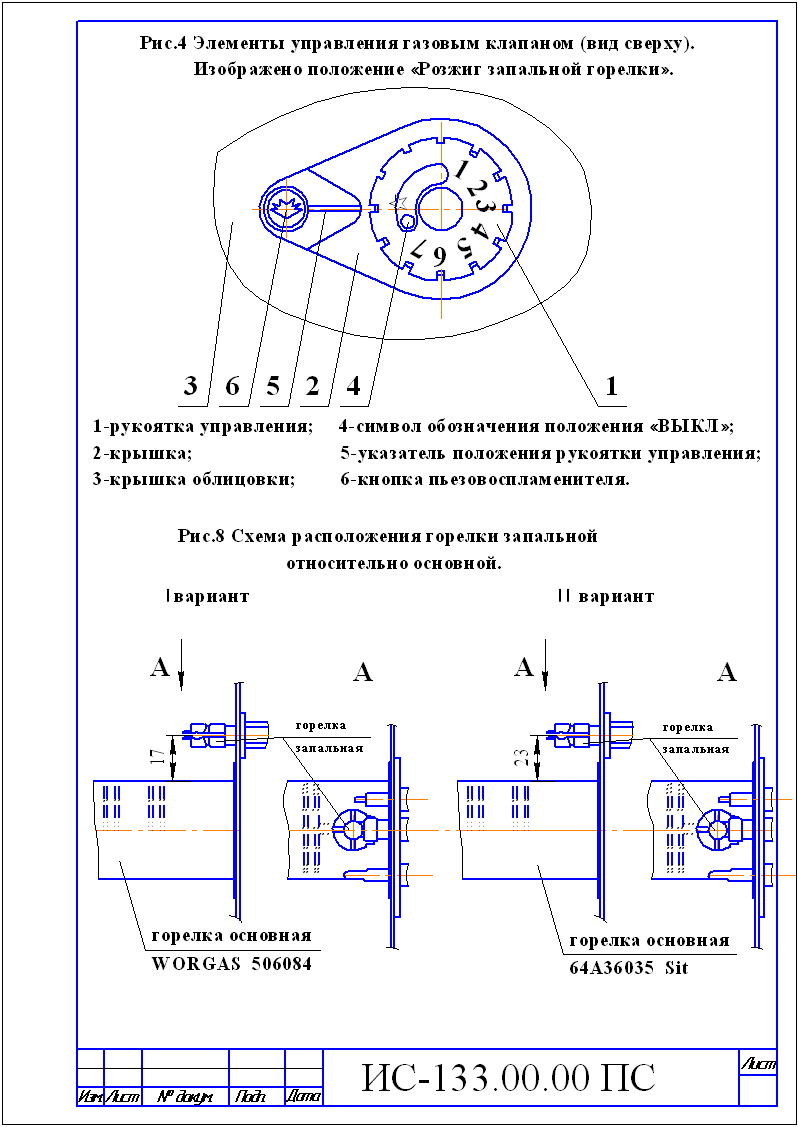 Рис.4 Элементы управления газовым клапаном (вид сверху).
Изображено положение «Розжиг запальной горелки».
1 2 3 4 5 6 7
3 6 5 2 4 1
1-рукоятка управления; 4-символ обозначения положения «ВЫКЛ»;
2-крышка; 5-указатель положения рукоятки управления;
3-крышка облицовки; 6-кнопка пьезовоспламенителя.
Рис.8 Схема расположения горелки запальной
относительно основной.
I вариант II вариант
А А А А
горелка горелка
запальная запальная
17 23
горелка основная горелка основная
WORGAS 506084 64A36035 Sit
ИС-133.00.00 ПС Лист
Изм Лист № докум. Подп. Дата